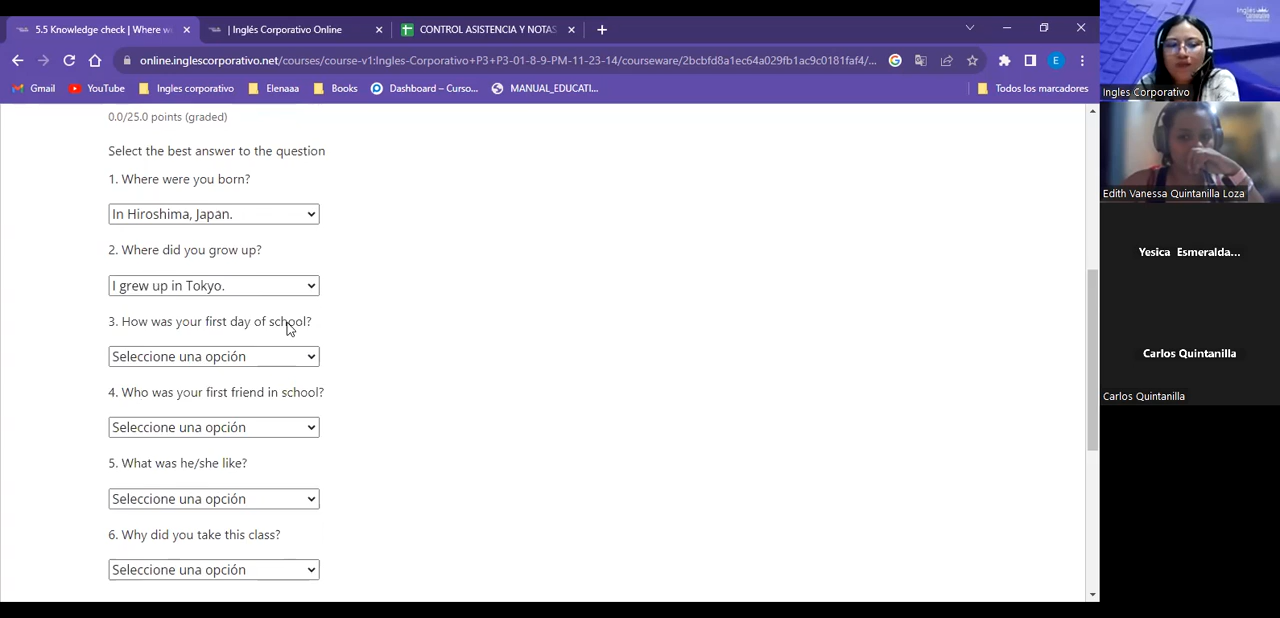 5.5 Knowledge check | Where we
| Inglés Corporativo Online
CONTROL ASISTENCIA Y NOTAS
online.inglescorporativo.net/courses/course-v1:Ingles-Corporativo+P3+P3-01-8-9-PM-11-23-14/courseware/2bcbfd8a1ec64a029fb1ac9c0181faf4/...
Gmail
YouTube
Ingles corporativo
Elenaaa
Books
Dashboard – Curso...
MANUAL_EDUCATI...
Todos los marcadores
E
0.0/25.0 points (graded)
Select the best answer to the question
1. Where were you born?
In Hiroshima, Japan.
2. Where did you grow up?
I grew up in Tokyo.
3. How was your first day of school?
Seleccione una opción
4. Who was your first friend in school?
Seleccione una opción
5. What was he/she like?
Seleccione una opción
6. Why did you take this class?
Seleccione una opción
Inglés
Corporativo
Ingles Corporativo
Edith Vanessa Quintanilla Loza
Yesica Esmeralda...
Carlos Quintanilla
Carlos Quintanilla